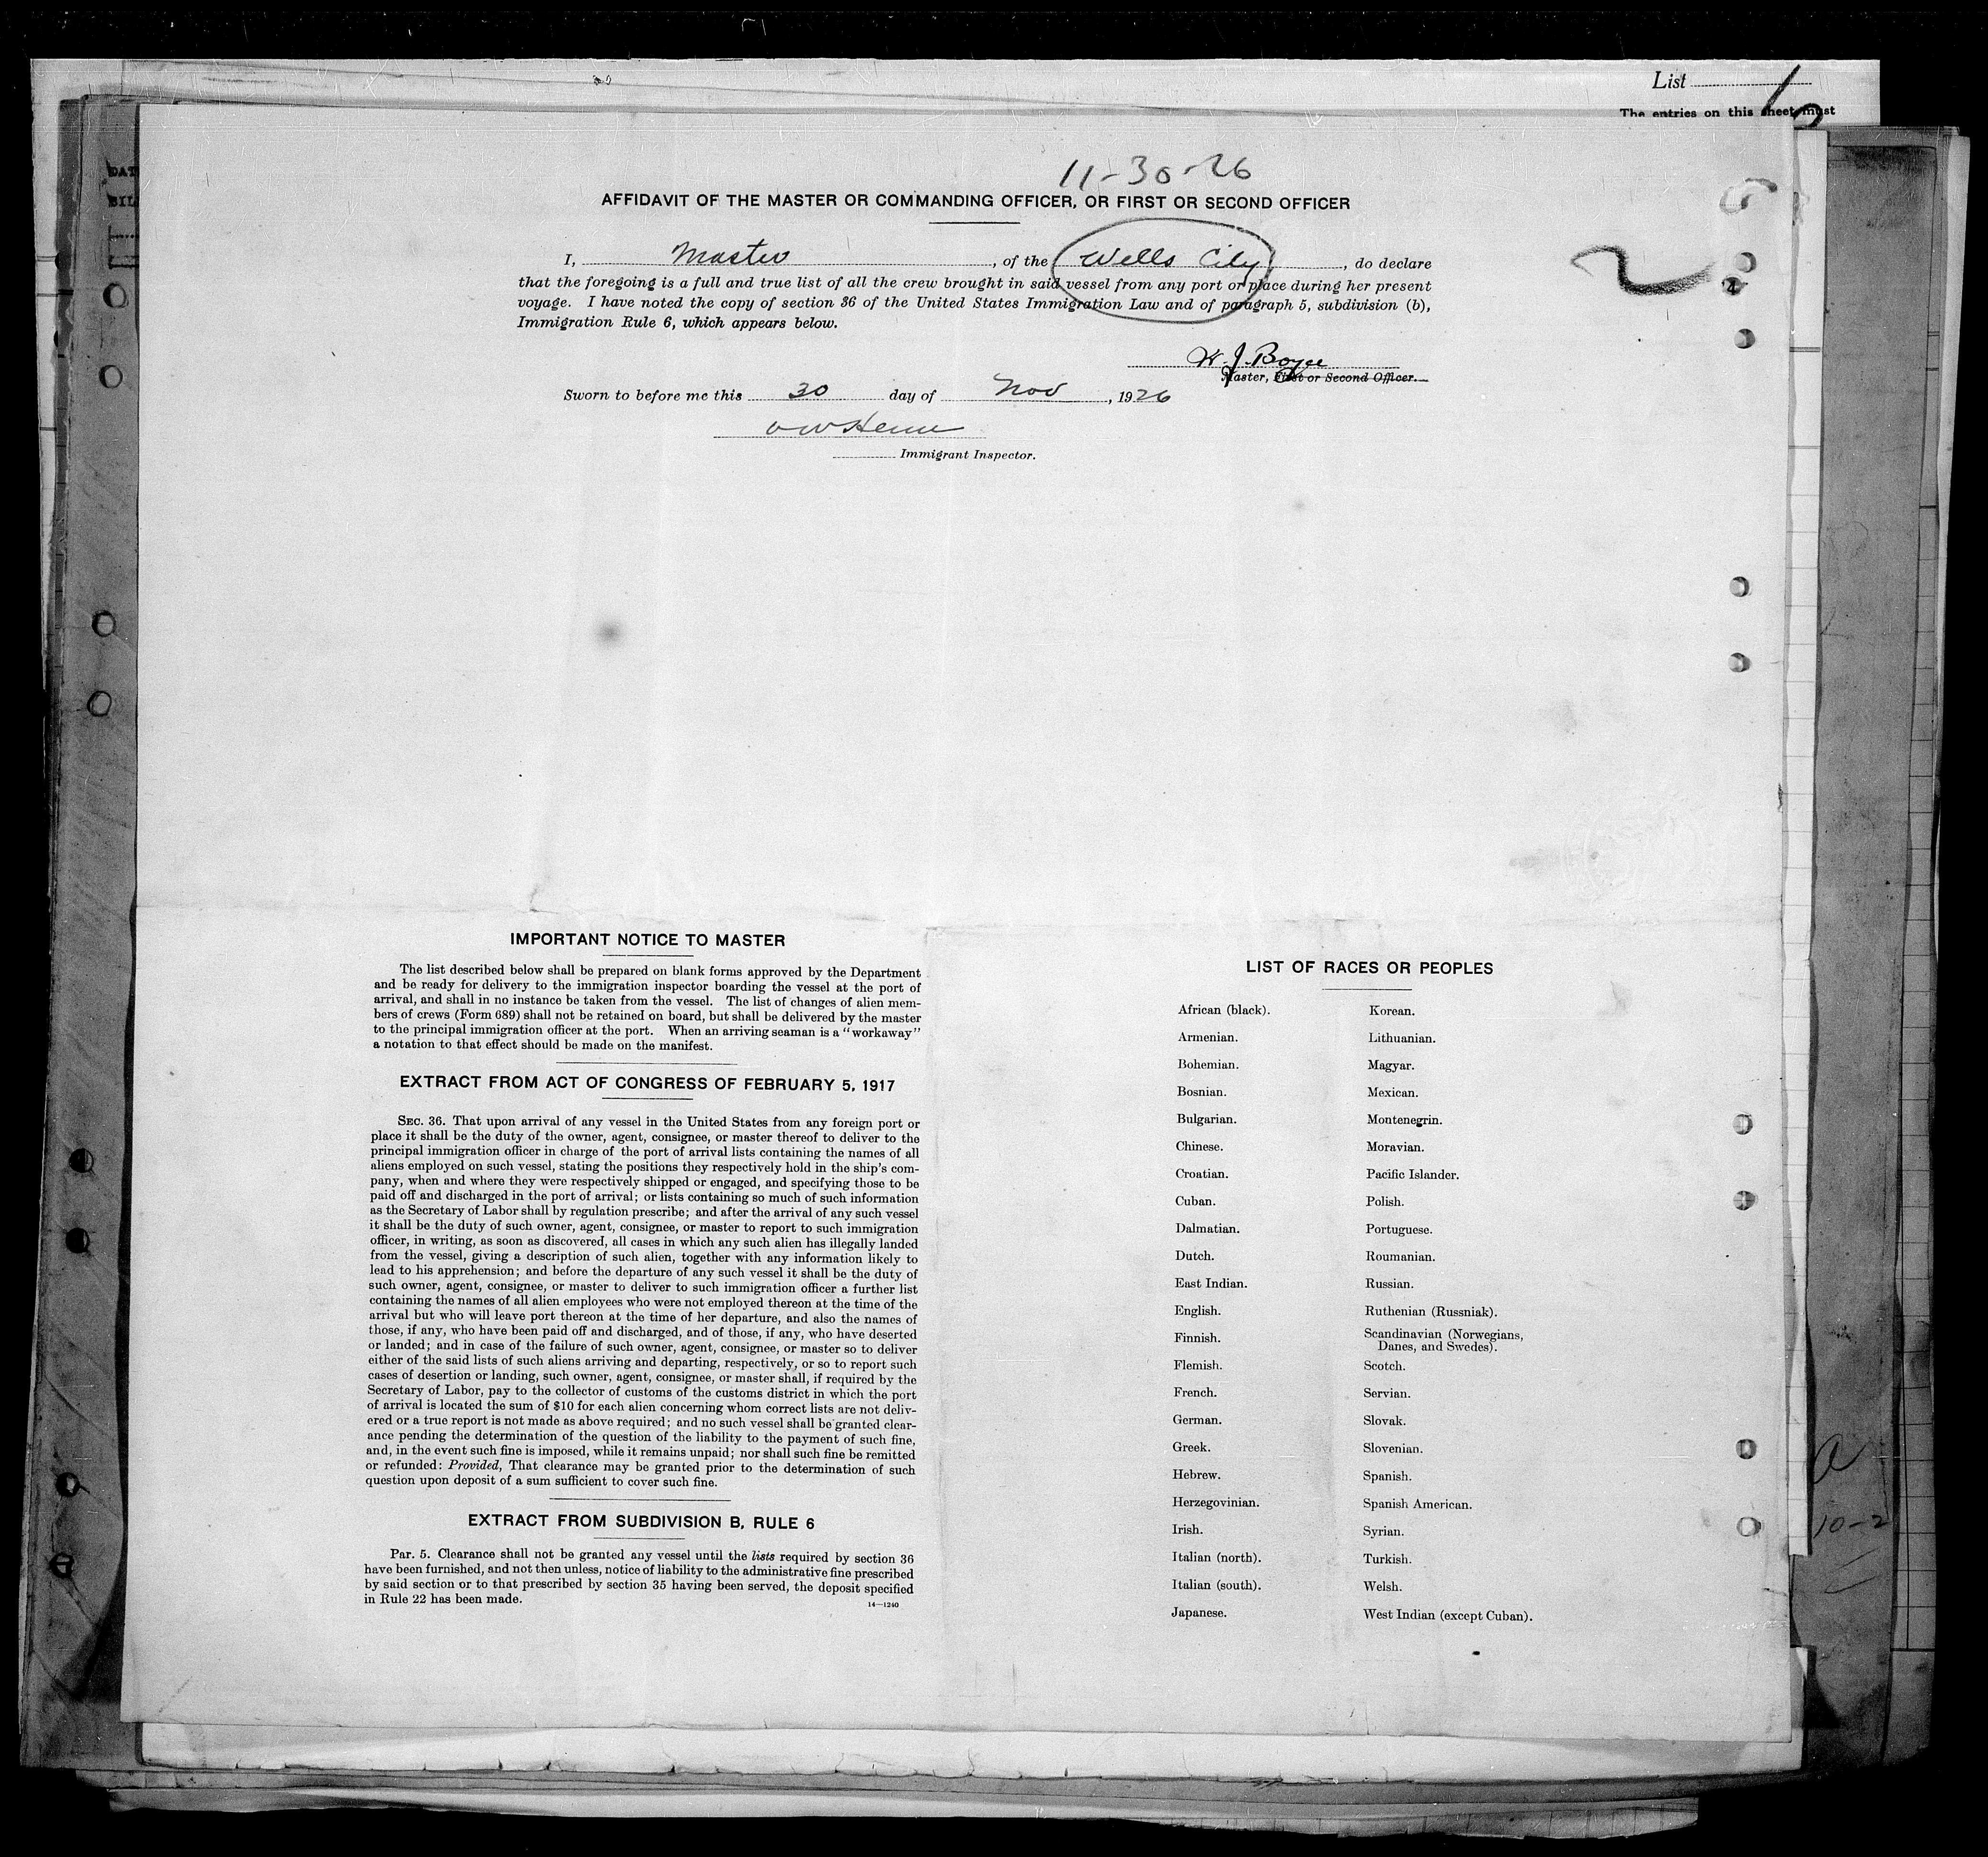 List
The entries on this sheet must
DAT
BIL
11-30-26
AFFIDAVIT OF THE MASTER OR COMMANDING OFFICER, OR FIRST OR SECOND OFFICER
I, Master, of the Wells City, do declare
that the foregoing is a full and true list of all the crew brought in said vessel from any port or place during her present
voyage. I have noted the copy of section 36 of the United States Immigration Law and of paragraph 5, subdivision (b),
Immigration Rule 6, which appears below.
2
4
W. J. Boyce
Master, First or Second Officer.
Sworn to before me this 30 day of Nov, 1926
Immigrant Inspector.
IMPORTANT NOTICE TO MASTER
The list described below shall be prepared on blank forms approved by the Department
and be ready for delivery to the immigration inspector boarding the vessel at the port of
arrival, and shall in no instance be taken from the vessel. The list of changes of alien mem-
bers of crews (Form 689) shall not be retained on board, but shall be delivered by the master
to the principal immigration officer at the port. When an arriving seaman is a "workaway"
a notation to that effect should be made on the manifest.
EXTRACT FROM ACT OF CONGRESS OF FEBRUARY 5, 1917
SEC. 36. That upon arrival of any vessel in the United States from any foreign port or
place it shall be the duty of the owner, agent, consignee, or master thereof to deliver to the
principal immigration officer in charge of the port of arrival lists containing the names of all
aliens employed on such vessel, stating the positions they respectively hold in the ship's com-
pany, when and where they were respectively shipped or engaged, and specifying those to be
paid off and discharged in the port of arrival; or lists containing so much of such information
as the Secretary of Labor shall by regulation prescribe; and after the arrival of any such vessel
it shall be the duty of such owner, agent, consignee, or master to report to such immigration
officer, in writing, as soon as discovered, all cases in which any such alien has illegally landed
from the vessel, giving a description of such alien, together with any information likely to
lead to his apprehension; and before the departure of any such vessel it shall be the duty of
such owner, agent, consignee, or master to deliver to such immigration officer a further list
containing the names of all alien employees who were not employed thereon at the time of the
arrival but who will leave port thereon at the time of her departure, and also the names of
those, if any, who have been paid off and discharged, and of those, if any, who have deserted
or landed; and in case of the failure of such owner, agent, consignee, or master so to deliver
either of the said lists of such aliens arriving and departing, respectively, or so to report such
cases of desertion or landing, such owner, agent, consignee, or master shall, if required by the
Secretary of Labor, pay to the collector of customs of the customs district in which the port
of arrival is located the sum of $10 for each alien concerning whom correct lists are not deliv-
ered or a true report is not made as above required; and no such vessel shall be granted clear-
ance pending the determination of the question of the liability to the payment of such fine,
and, in the event such fine is imposed, while it remains unpaid; nor shall such fine be remitted
or refunded: Provided, That clearance may be granted prior to the determination of such
question upon deposit of a sum sufficient to cover such fine.
EXTRACT FROM SUBDIVISION B, RULE 6
Par. 5. Clearance shall not be granted any vessel until the lists required by section 36
have been furnished, and not then unless, notice of liability to the administrative fine prescribed
by said section or to that prescribed by section 35 having been served, the deposit specified
in Rule 22 has been made.
14—1240
LIST OF RACES OR PEOPLES
African (black).
Armenian.
Bohemian.
Bosnian.
Bulgarian.
Chinese.
Croatian.
Cuban.
Dalmatian.
Dutch.
East Indian.
English.
Finnish.
Flemish.
French.
German.
Greek.
Hebrew.
Herzegovinian.
Irish.
Italian (north).
Italian (south).
Japanese.
Korean.
Lithuanian.
Magyar.
Mexican.
Montenegrin.
Moravian.
Pacific Islander.
Polish.
Portuguese.
Roumanian.
Russian.
Ruthenian (Russniak).
Scandinavian (Norwegians,
Danes, and Swedes).
Scotch.
Servian.
Slovak.
Slovenian.
Spanish.
Spanish American.
Syrian.
Turkish.
Welsh.
West Indian (except Cuban).
10-2